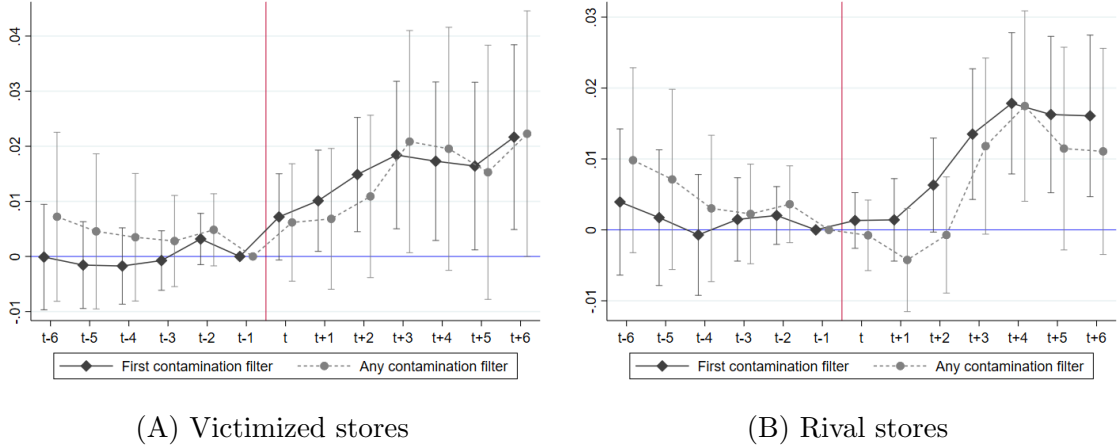 .04
.03
.02
.01
0
-.01
t-6 t-5 t-4 t-3 t-2 t-1 t t+1 t+2 t+3 t+4 t+5 t+6
First contamination filter Any contamination filter
(A) Victimized stores
.03
.02
.01
0
-.01
t-6 t-5 t-4 t-3 t-2 t-1 t t+1 t+2 t+3 t+4 t+5 t+6
First contamination filter Any contamination filter
(B) Rival stores